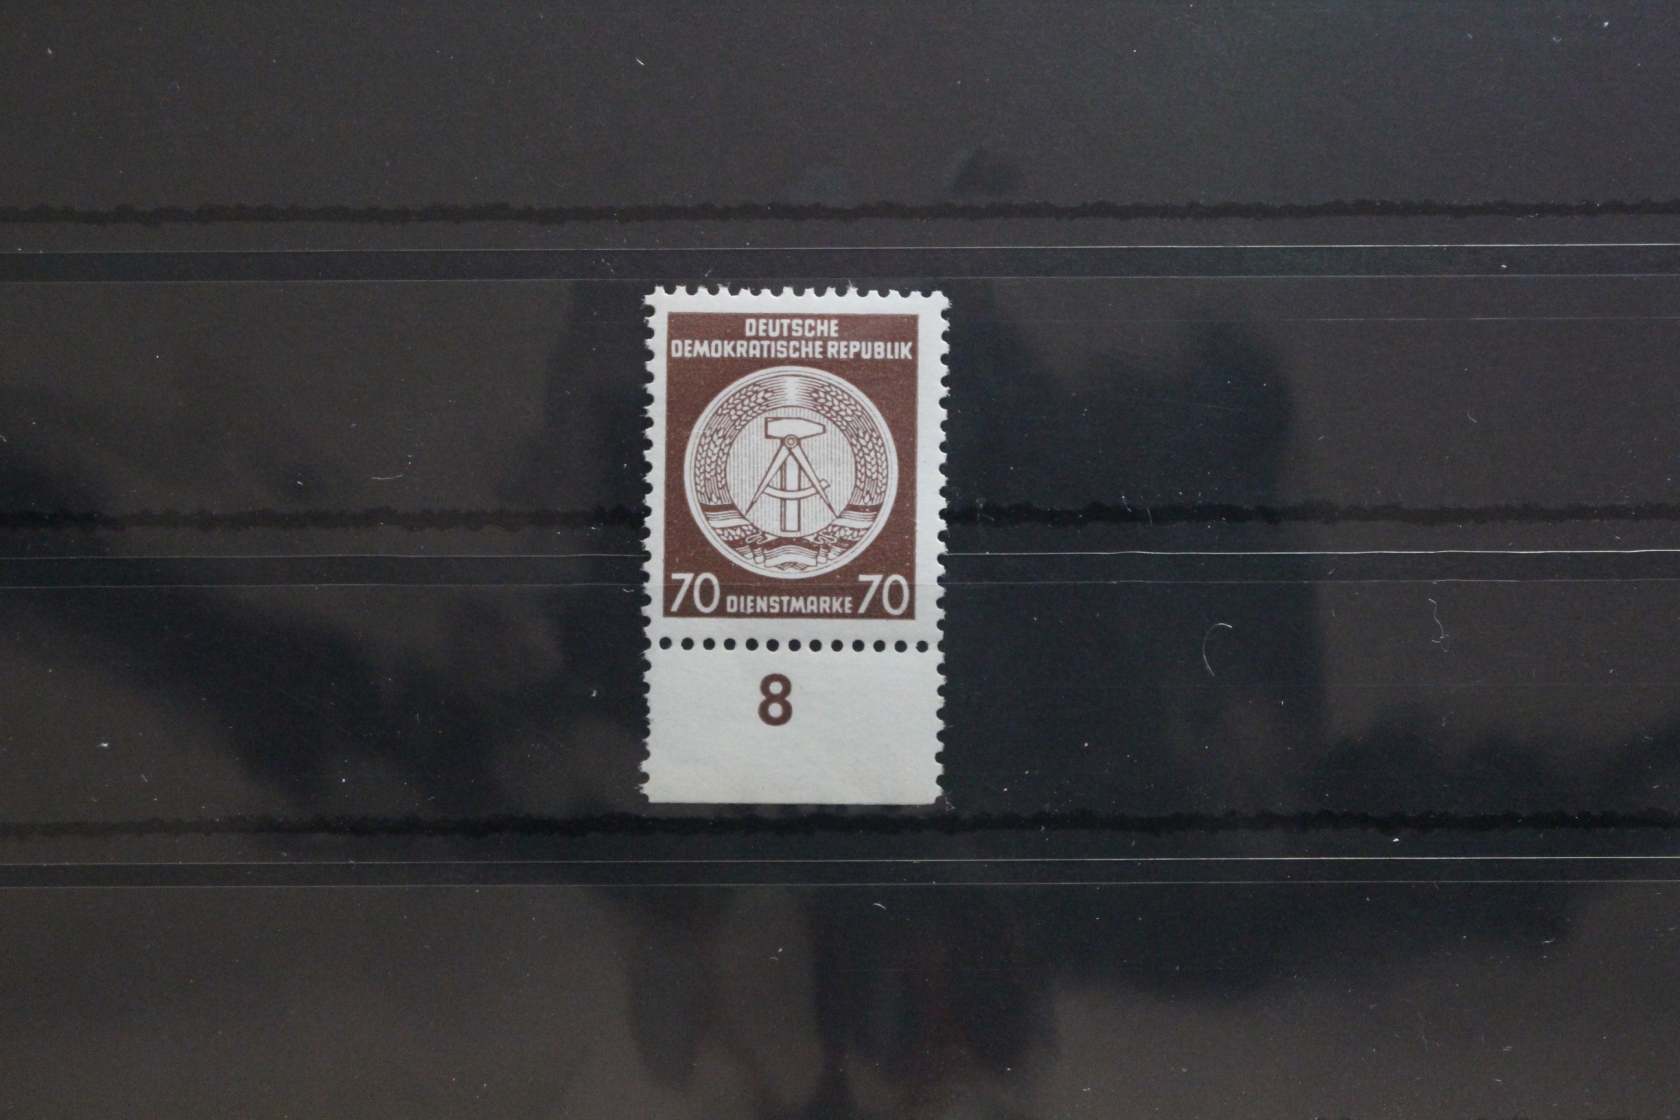 DEUTSCHE
DEMOKRATISCHE REPUBLIK
70 DIENSTMARKE 70
8